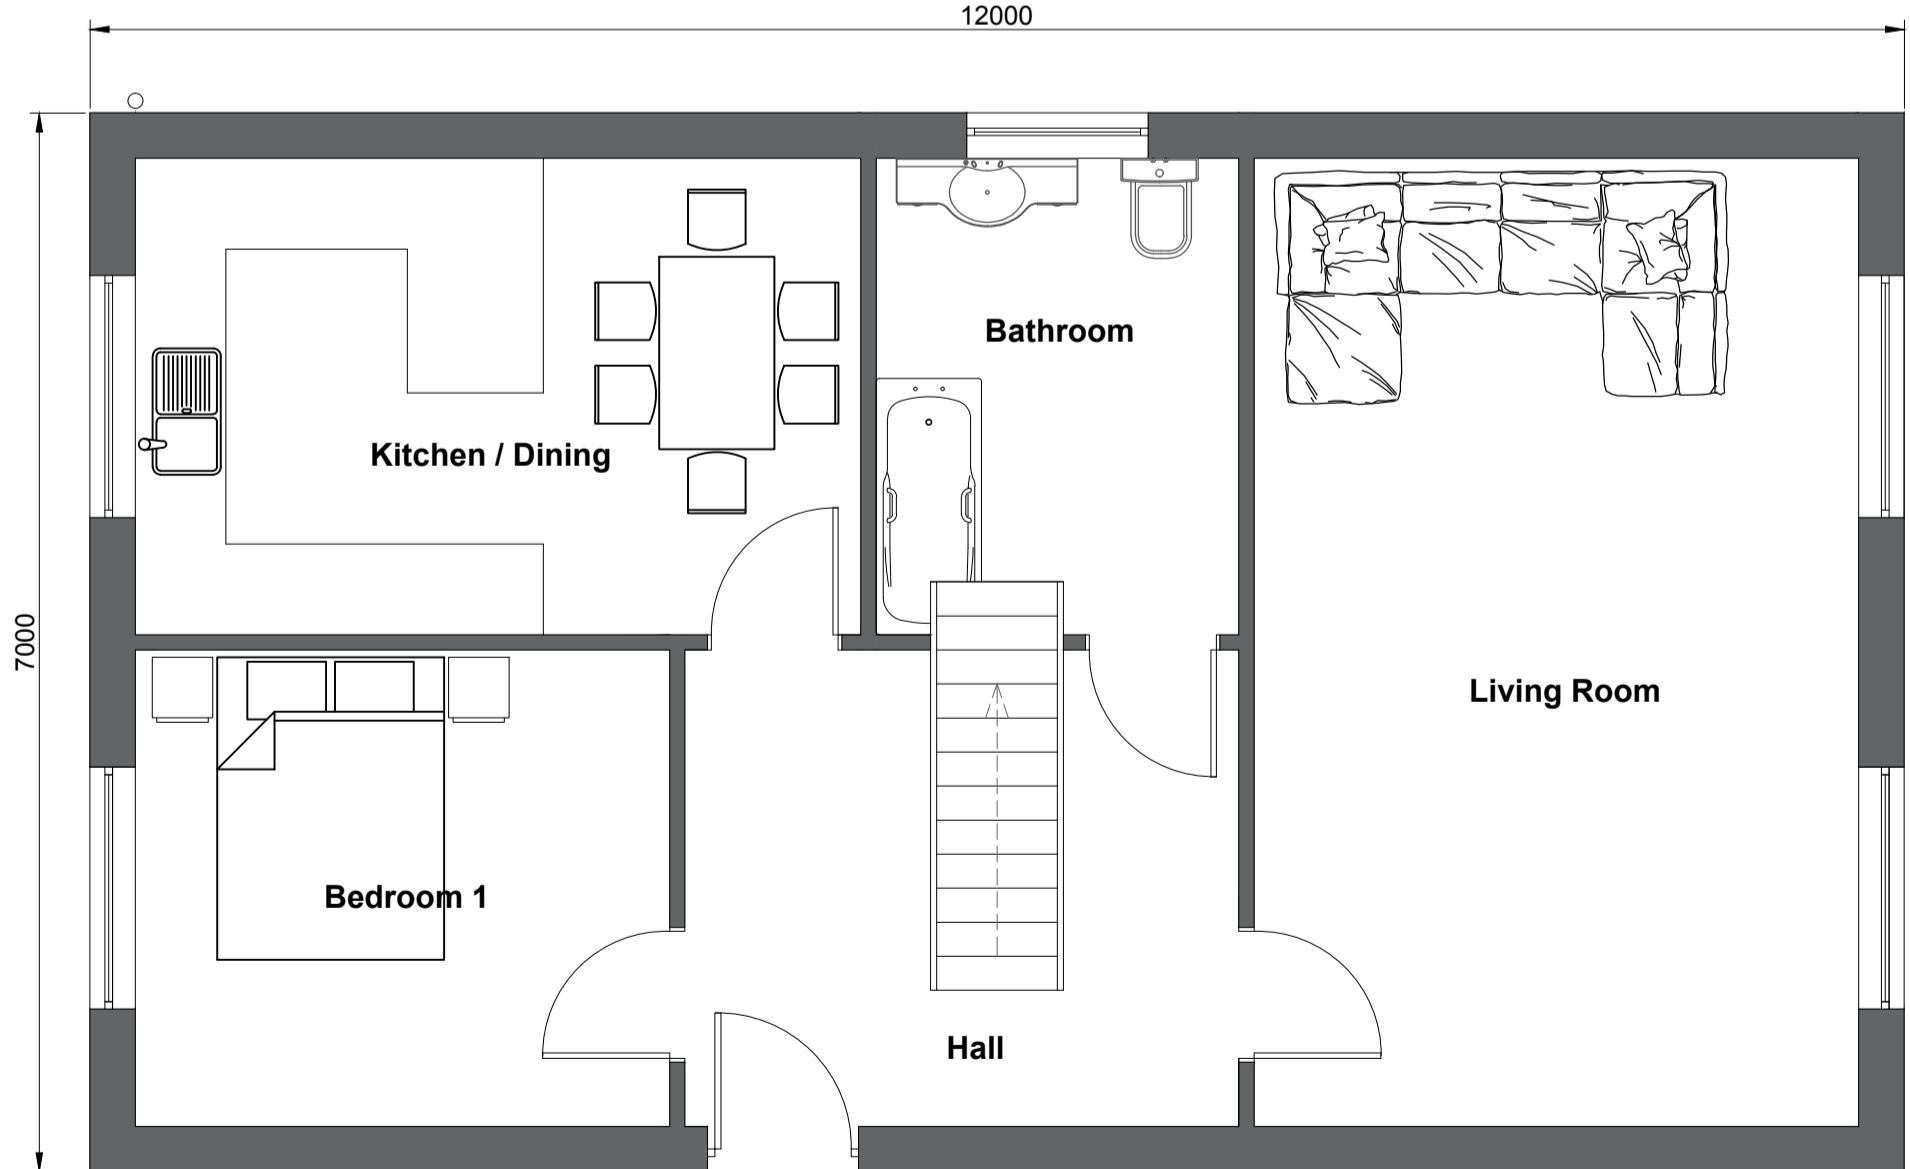 12000
7000
Kitchen / Dining
Bathroom
Living Room
Bedroom 1
Hall